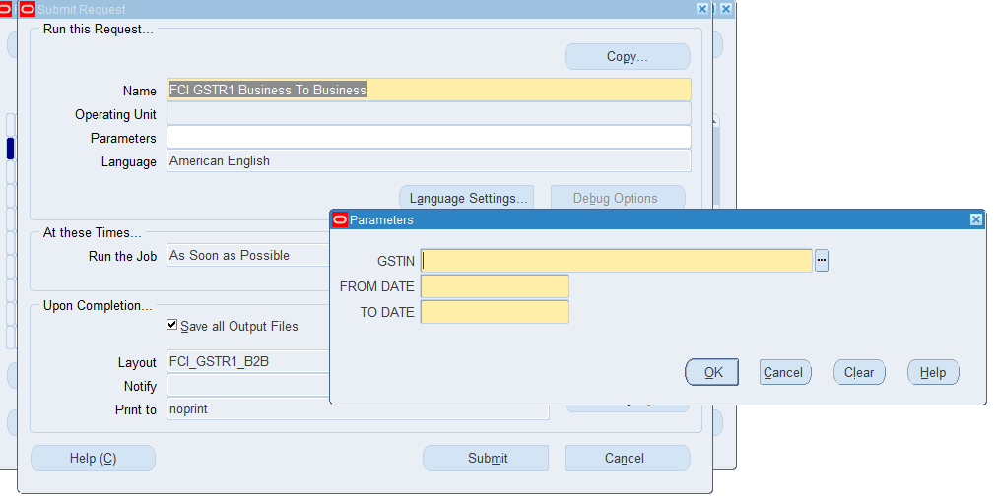 Submit Request
Run this Request...
Copy...
Name FCI GSTR1 Business To Business
Operating Unit
Parameters
Language American English
Language Settings... Debug Options
At these Times...
Run the Job As Soon as Possible
Upon Completion...
Save all Output Files
Layout FCI_GSTR1_B2B
Notify
Print to noprint
Help (C) Submit Cancel
Parameters
GSTIN
FROM DATE
TO DATE
OK Cancel Clear Help